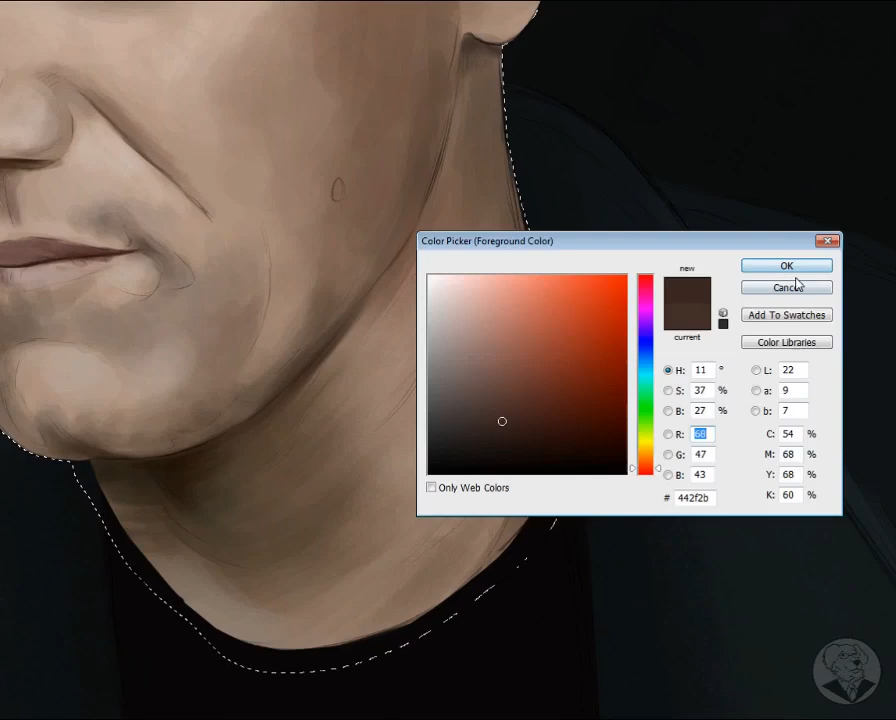 Color Picker (Foreground Color)
new
current
OK
Cancel
Add To Swatches
Color Libraries
H: 11 °
S: 37 %
B: 27 %
R: 68
G: 47
B: 43
# 442f2b
L: 22
a: 9
b: 7
C: 54 %
M: 68 %
Y: 68 %
K: 60 %
Only Web Colors